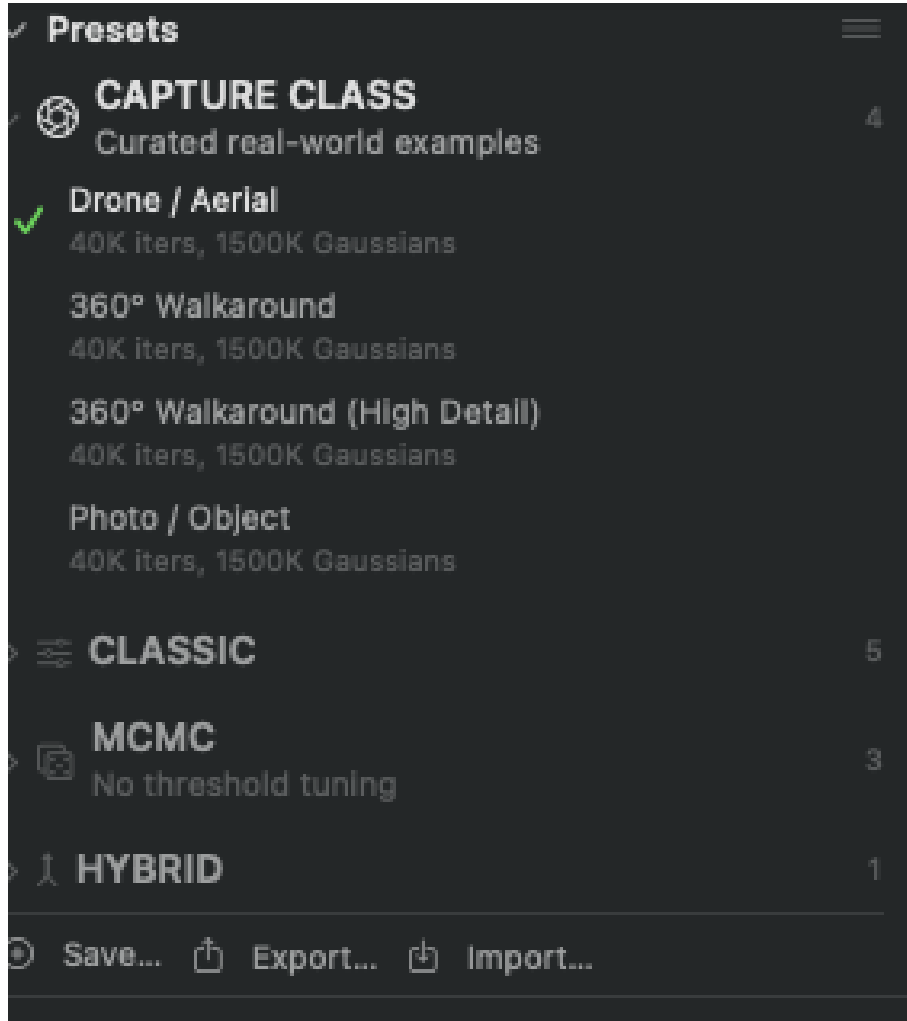 Presets
CAPTURE CLASS
4
Curated real-world examples
Drone / Aerial
40K iters, 1500K Gaussians
360° Walkaround
40K iters, 1500K Gaussians
360° Walkaround (High Detail)
40K iters, 1500K Gaussians
Photo / Object
40K iters, 1500K Gaussians
CLASSIC 5
MCMC
3
No threshold tuning
HYBRID 1
Save... Export... Import...